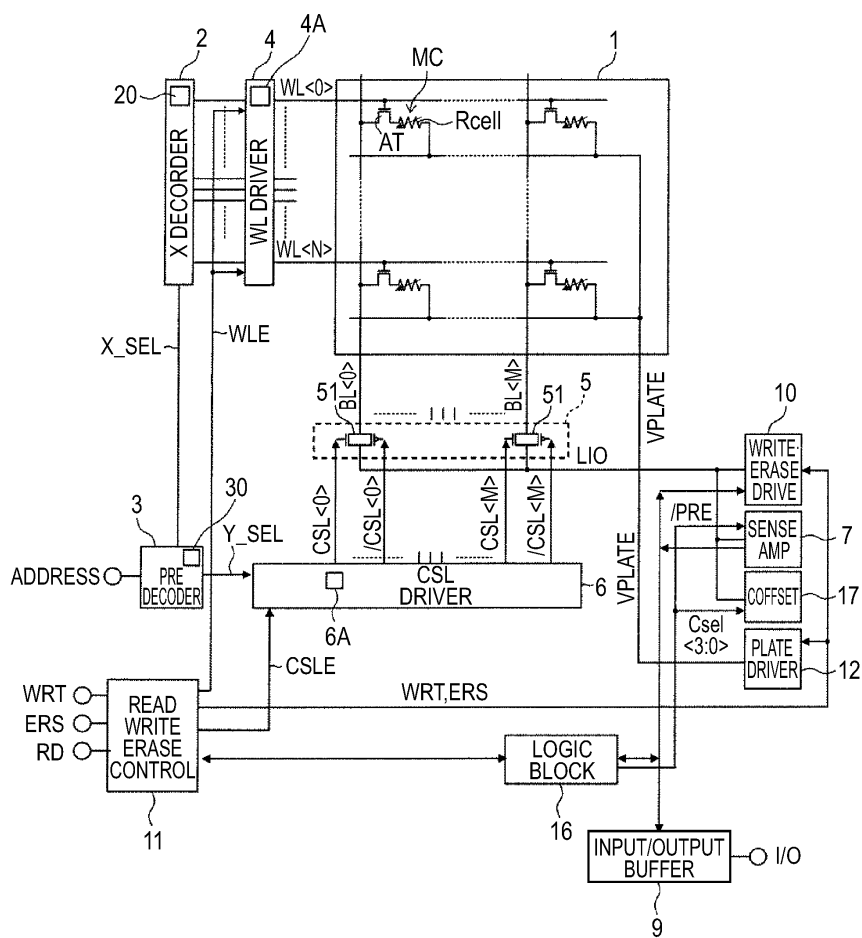 2
4
4A
1
20
WL<0>
MC
Rcell
AT
X DECORDER
WL DRIVER
WL<N>
X_SEL
WLE
BL<0>
BL<M>
VPLATE
51
51
5
10
LIO
WRITE·
ERASE
DRIVE
CSL<0>
/CSL<0>
CSL<M>
/CSL<M>
3
30
Y_SEL
VPLATE
/PRE
SENSE
AMP
7
ADDRESS
PRE
DECODER
CSL
DRIVER
6
6A
COFFSET
17
Csel
<3:0>
PLATE
DRIVER
12
CSLE
WRT
ERS
RD
READ
WRITE
ERASE
CONTROL
11
WRT,ERS
LOGIC
BLOCK
16
INPUT/OUTPUT
BUFFER
I/O
9